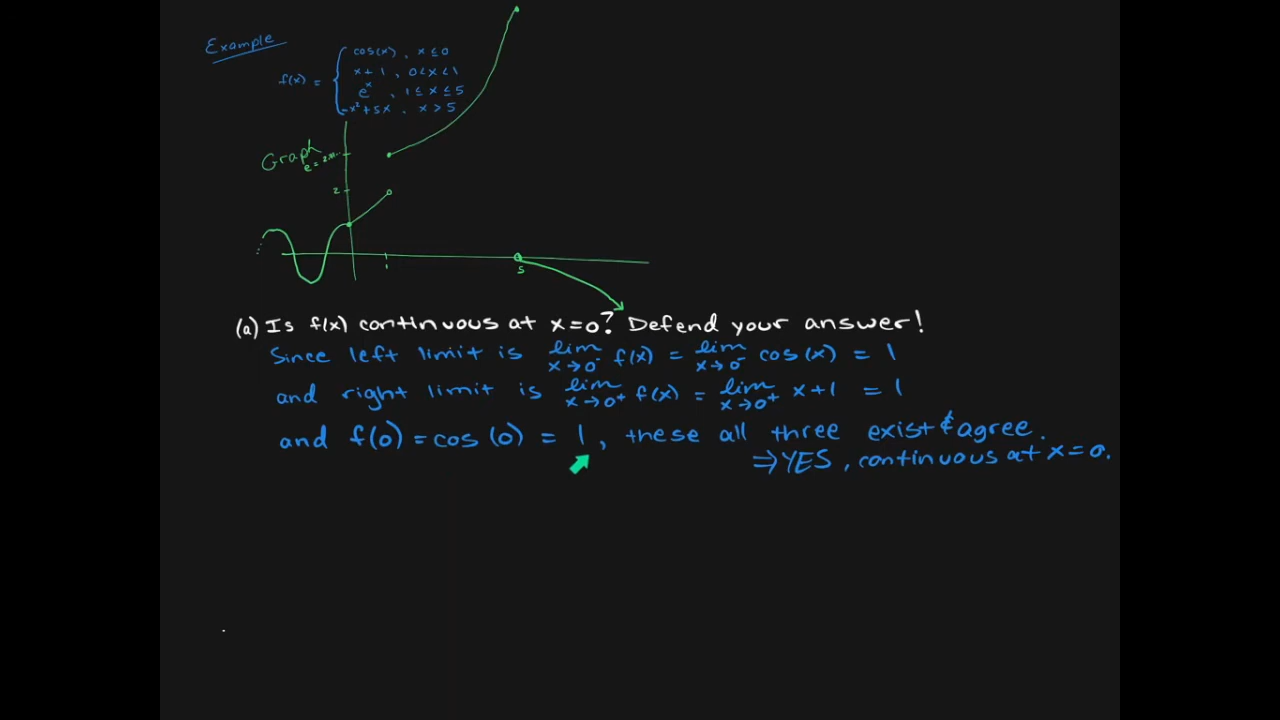 Example
f(x) = { cos(x), x ≤ 0
x + 1, 0 < x < 1
e^x, 1 ≤ x ≤ 5
-x² + 5x, x > 5
Graph
2
1
5
(a) Is f(x) continuous at x=0? Defend your answer!
Since left limit is lim x→0⁻ f(x) = lim x→0⁻ cos(x) = 1
and right limit is lim x→0⁺ f(x) = lim x→0⁺ x+1 = 1
and f(0) = cos(0) = 1, these all three exist & agree.
⇒ YES, continuous at x=0.